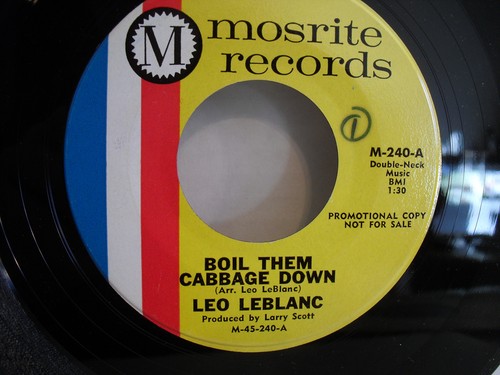 M
mosrite
records
1
M-240-A
Double-Neck
Music
BMI
1:30
PROMOTIONAL COPY
NOT FOR SALE
BOIL THEM
CABBAGE DOWN
(Arr. Leo LeBlanc)
LEO LEBLANC
Produced by Larry Scott
M-45-240-A